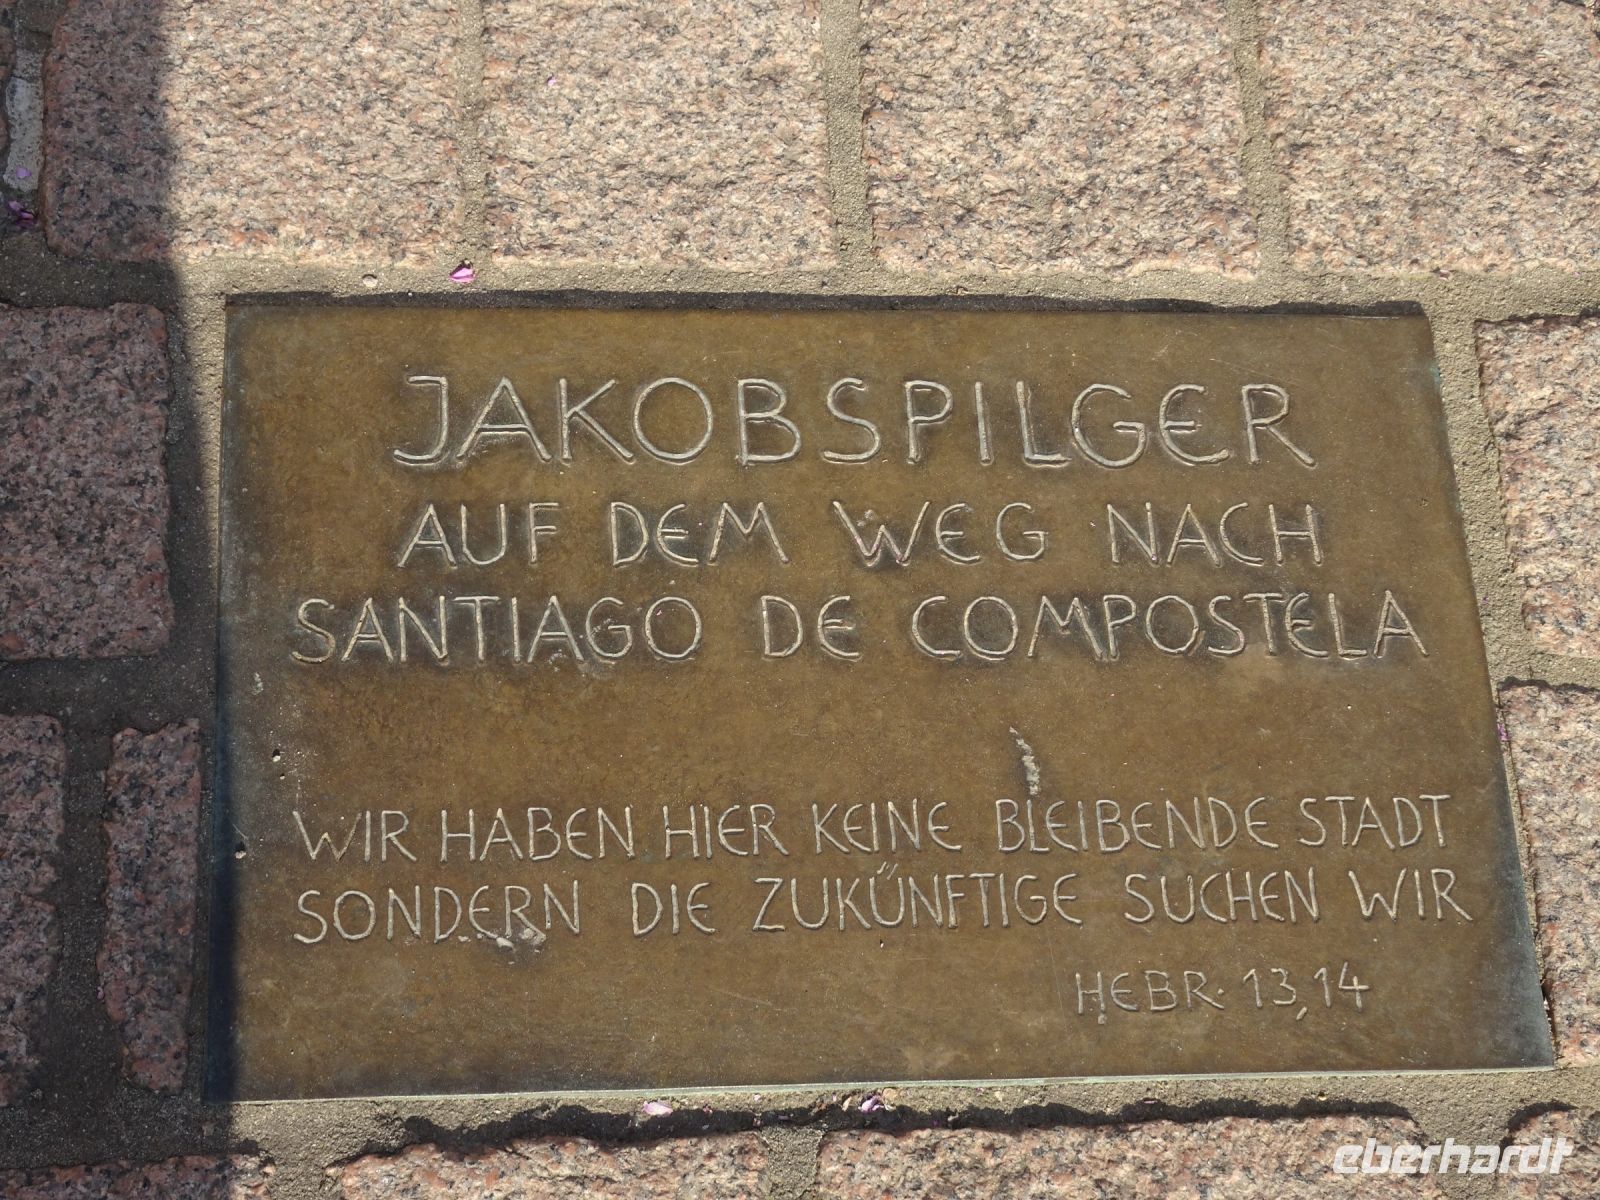 JAKOBSPILGER
AUF DEM WEG NACH
SANTIAGO DE COMPOSTELA
WIR HABEN HIER KEINE BLEIBENDE STADT
SONDERN DIE ZUKÜNFTIGE SUCHEN WIR
HEBR. 13,14
eberhardt